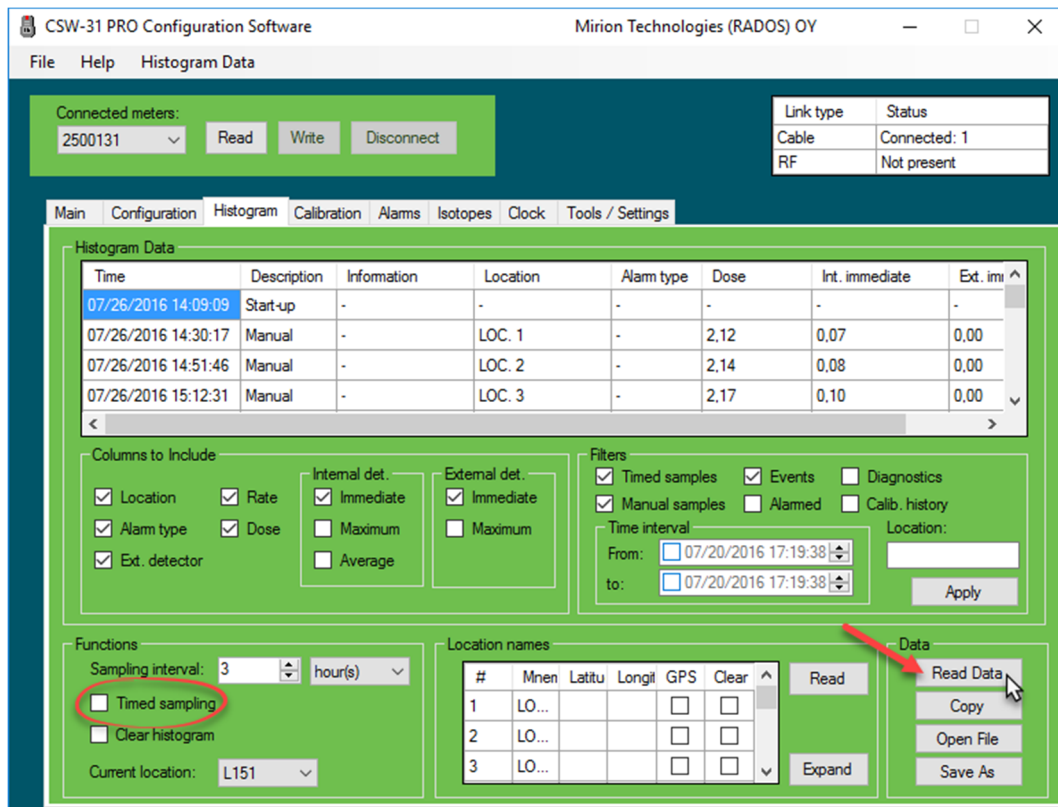 CSW-31 PRO Configuration Software Mirion Technologies (RADOS) OY
File Help Histogram Data
Connected meters:
2500131 Read Write Disconnect
Link type Status
Cable Connected: 1
RF Not present
Main Configuration Histogram Calibration Alarms Isotopes Clock Tools / Settings
Histogram Data
Time Description Information Location Alarm type Dose Int. immediate Ext. imm
07/26/2016 14:09:09 Start-up - - - - - -
07/26/2016 14:30:17 Manual - LOC. 1 - 2,12 0,07 0,00
07/26/2016 14:51:46 Manual - LOC. 2 - 2,14 0,08 0,00
07/26/2016 15:12:31 Manual - LOC. 3 - 2,17 0,10 0,00
Columns to Include
Location Rate
Alarm type Dose
Ext. detector
Internal det.
Immediate
Maximum
Average
External det.
Immediate
Maximum
Filters
Timed samples Events Diagnostics
Manual samples Alarmed Calib. history
Time interval
From: 07/20/2016 17:19:38
to: 07/20/2016 17:19:38
Location:
Apply
Functions
Sampling interval: 3 hour(s)
Timed sampling
Clear histogram
Current location: L151
Location names
# Mnen Latitu Longit GPS Clear
1 LO...
2 LO...
3 LO...
Read
Expand
Data
Read Data
Copy
Open File
Save As